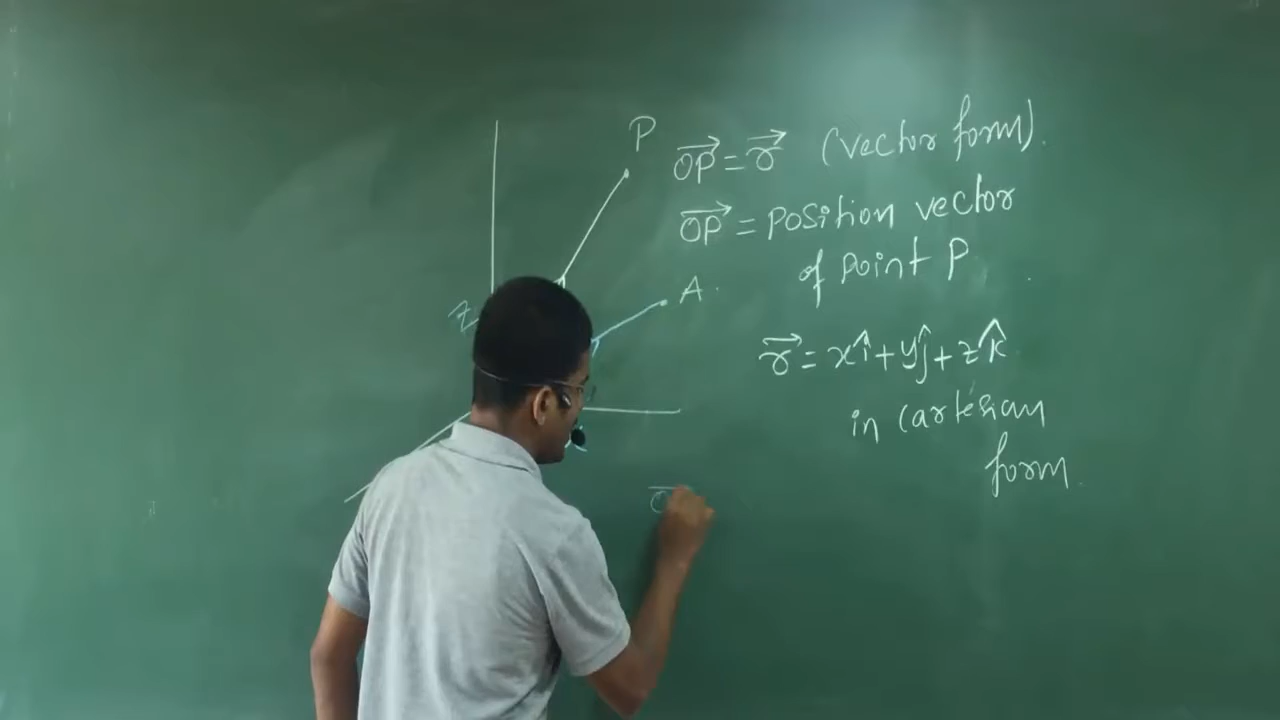 P
OP = r (vector form).
OP = position vector
of point P
A.
Z
r = xî + yĵ + zk̂
in cartesian
form.
O